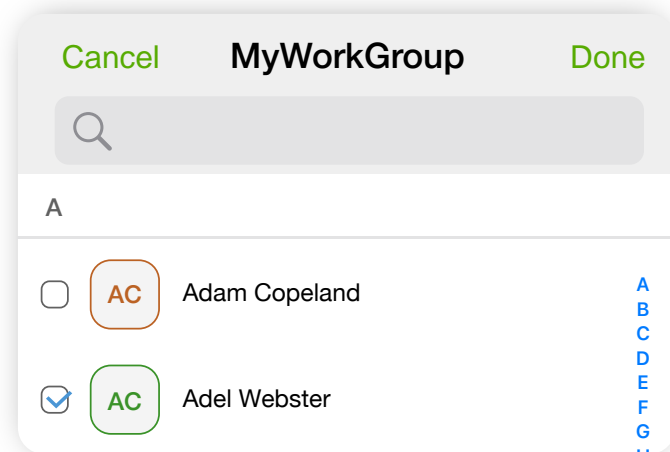 Cancel MyWorkGroup Done
A
AC Adam Copeland
A
B
C
D
E
F
G
AC Adel Webster